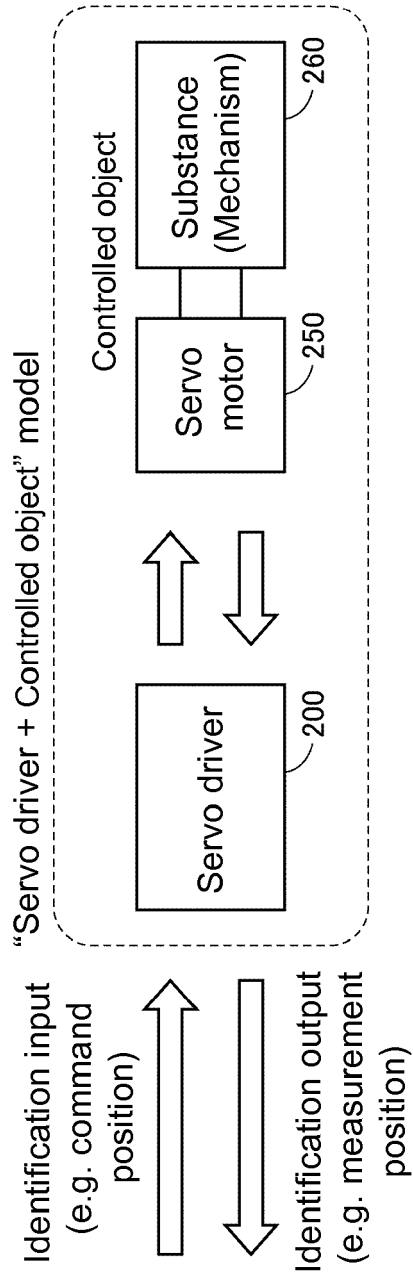 “Servo driver + Controlled object” model
Identification input
(e.g. command
position)
Identification output
(e.g. measurement
position)
Servo driver
200
Controlled object
Servo
motor
250
Substance
(Mechanism)
260